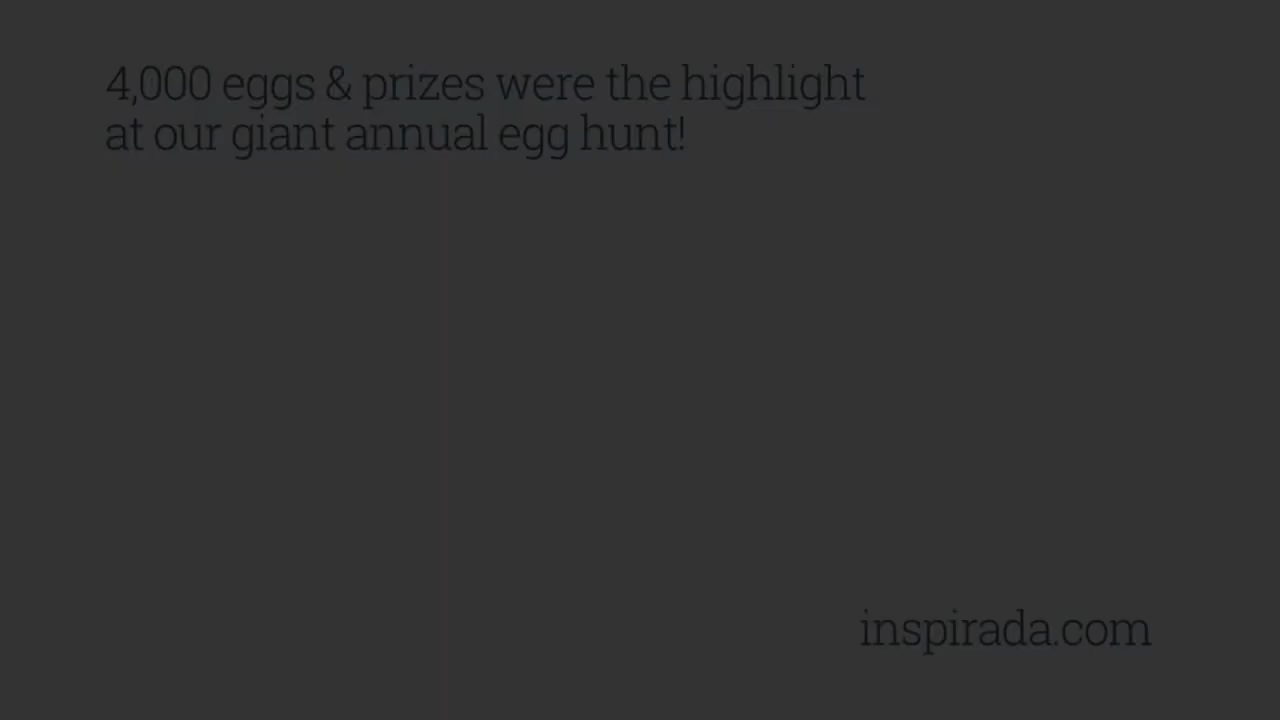 4,000 eggs & prizes were the highlight
at our giant annual egg hunt!
inspirada.com